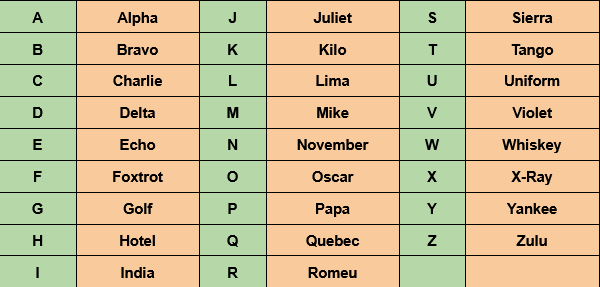 A Alpha J Juliet S Sierra
B Bravo K Kilo T Tango
C Charlie L Lima U Uniform
D Delta M Mike V Violet
E Echo N November W Whiskey
F Foxtrot O Oscar X X-Ray
G Golf P Papa Y Yankee
H Hotel Q Quebec Z Zulu
I India R Romeu